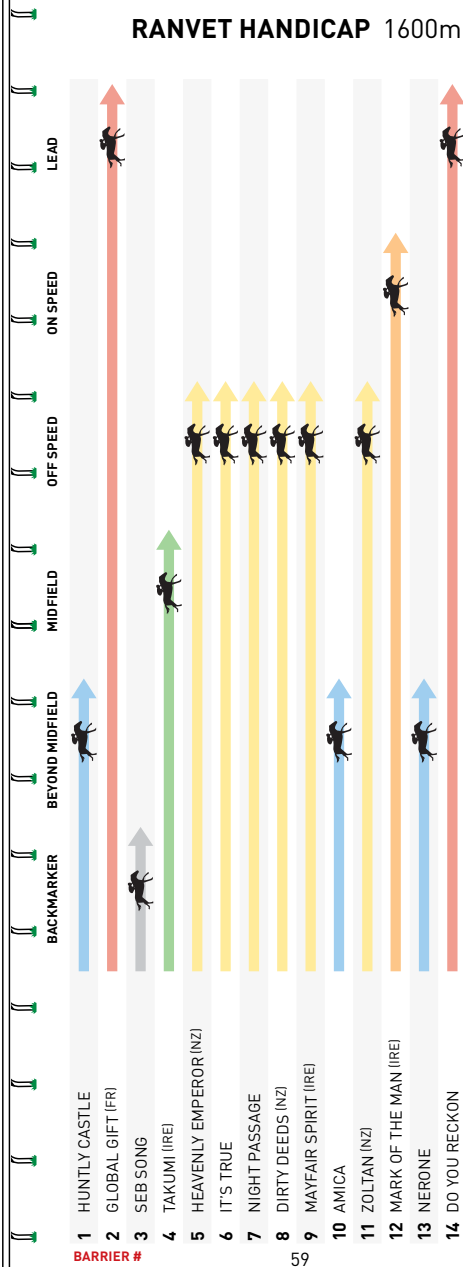 RANVET HANDICAP 1600m
LEAD
ON SPEED
OFF SPEED
MIDFIELD
BEYOND MIDFIELD
BACKMARKER
1 HUNTLY CASTLE
2 GLOBAL GIFT (FR)
3 SEB SONG
4 TAKUMI (IRE)
5 HEAVENLY EMPEROR (NZ)
6 IT'S TRUE
7 NIGHT PASSAGE
8 DIRTY DEEDS (NZ)
9 MAYFAIR SPIRIT (IRE)
10 AMICA
11 ZOLTAN (NZ)
12 MARK OF THE MAN (IRE)
13 NERONE
14 DO YOU RECKON
BARRIER #
59